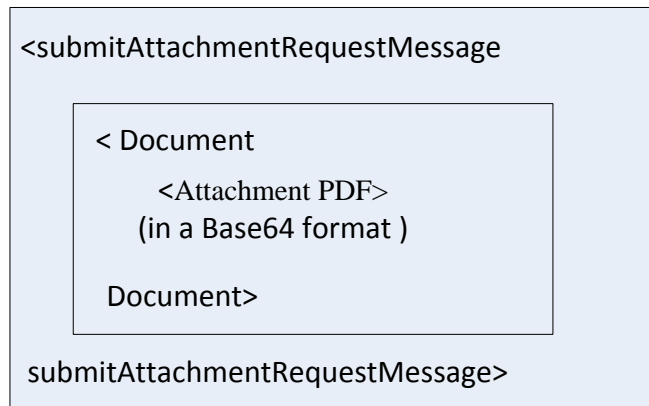 <submitAttachmentRequestMessage
< Document
<Attachment PDF>
(in a Base64 format )
Document>
submitAttachmentRequestMessage>